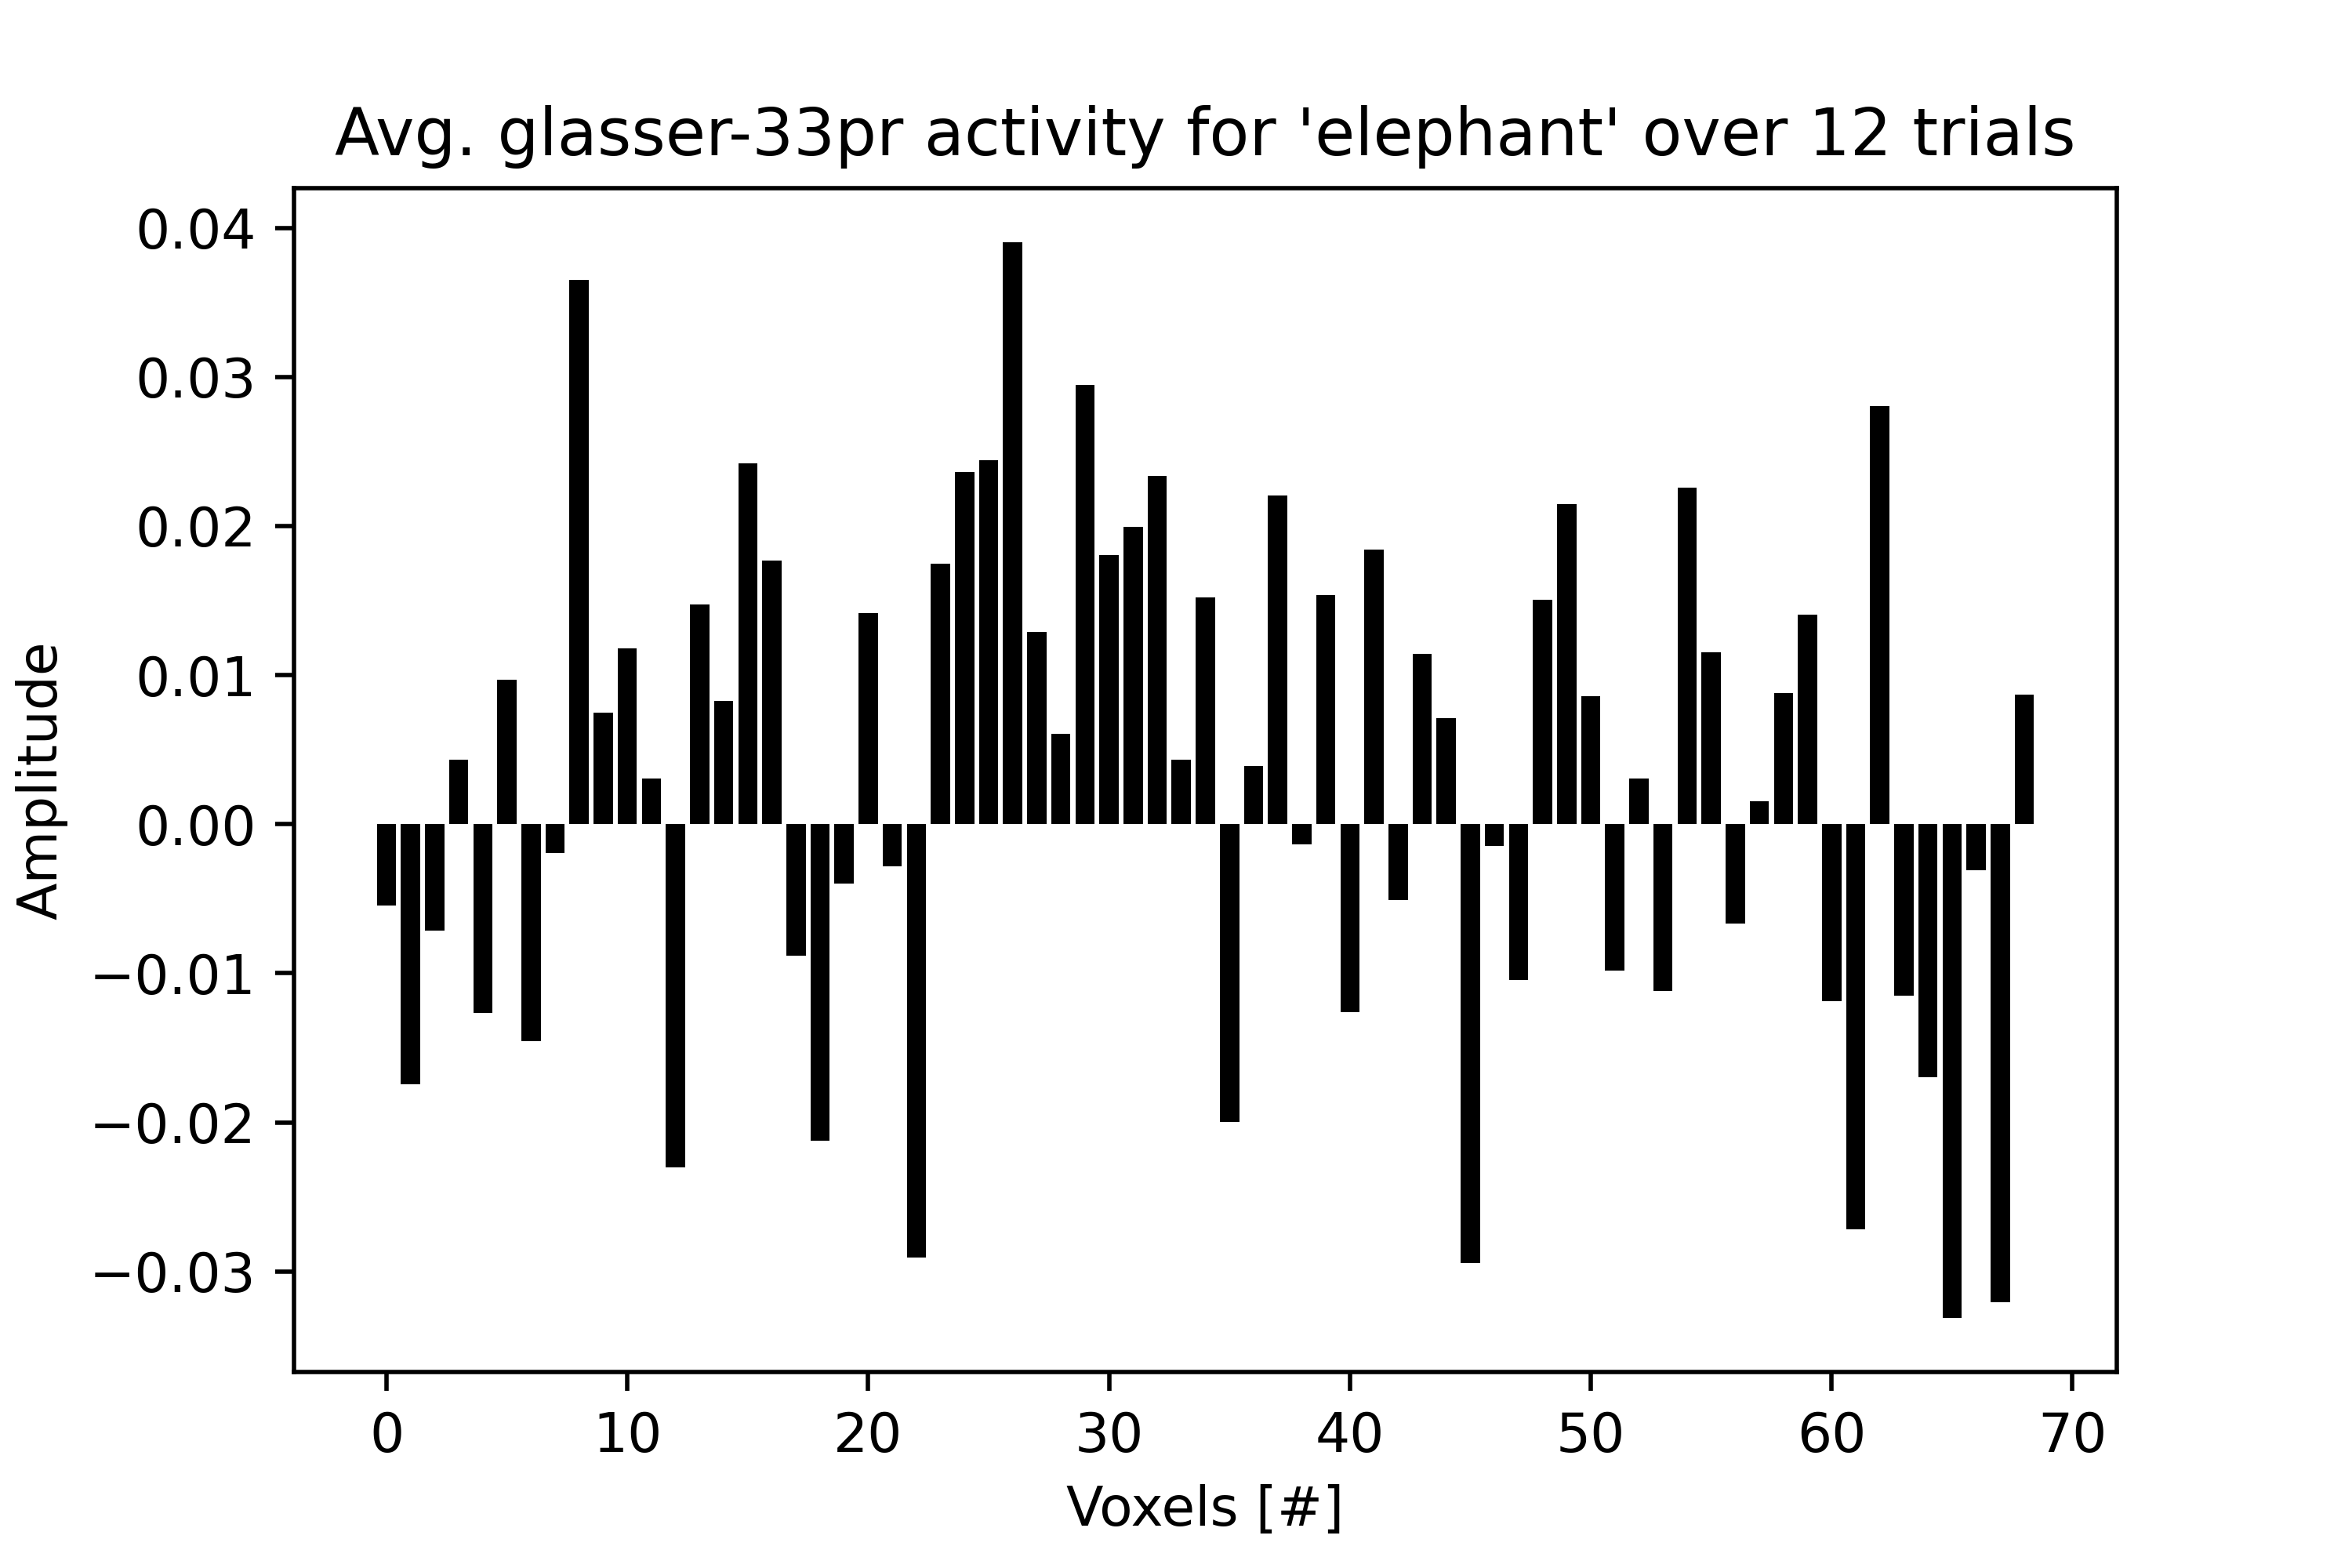 Avg. glasser-33pr activity for 'elephant' over 12 trials
0.04
0.03
0.02
0.01
0.00
−0.01
−0.02
−0.03
Amplitude
0 10 20 30 40 50 60 70
Voxels [#]